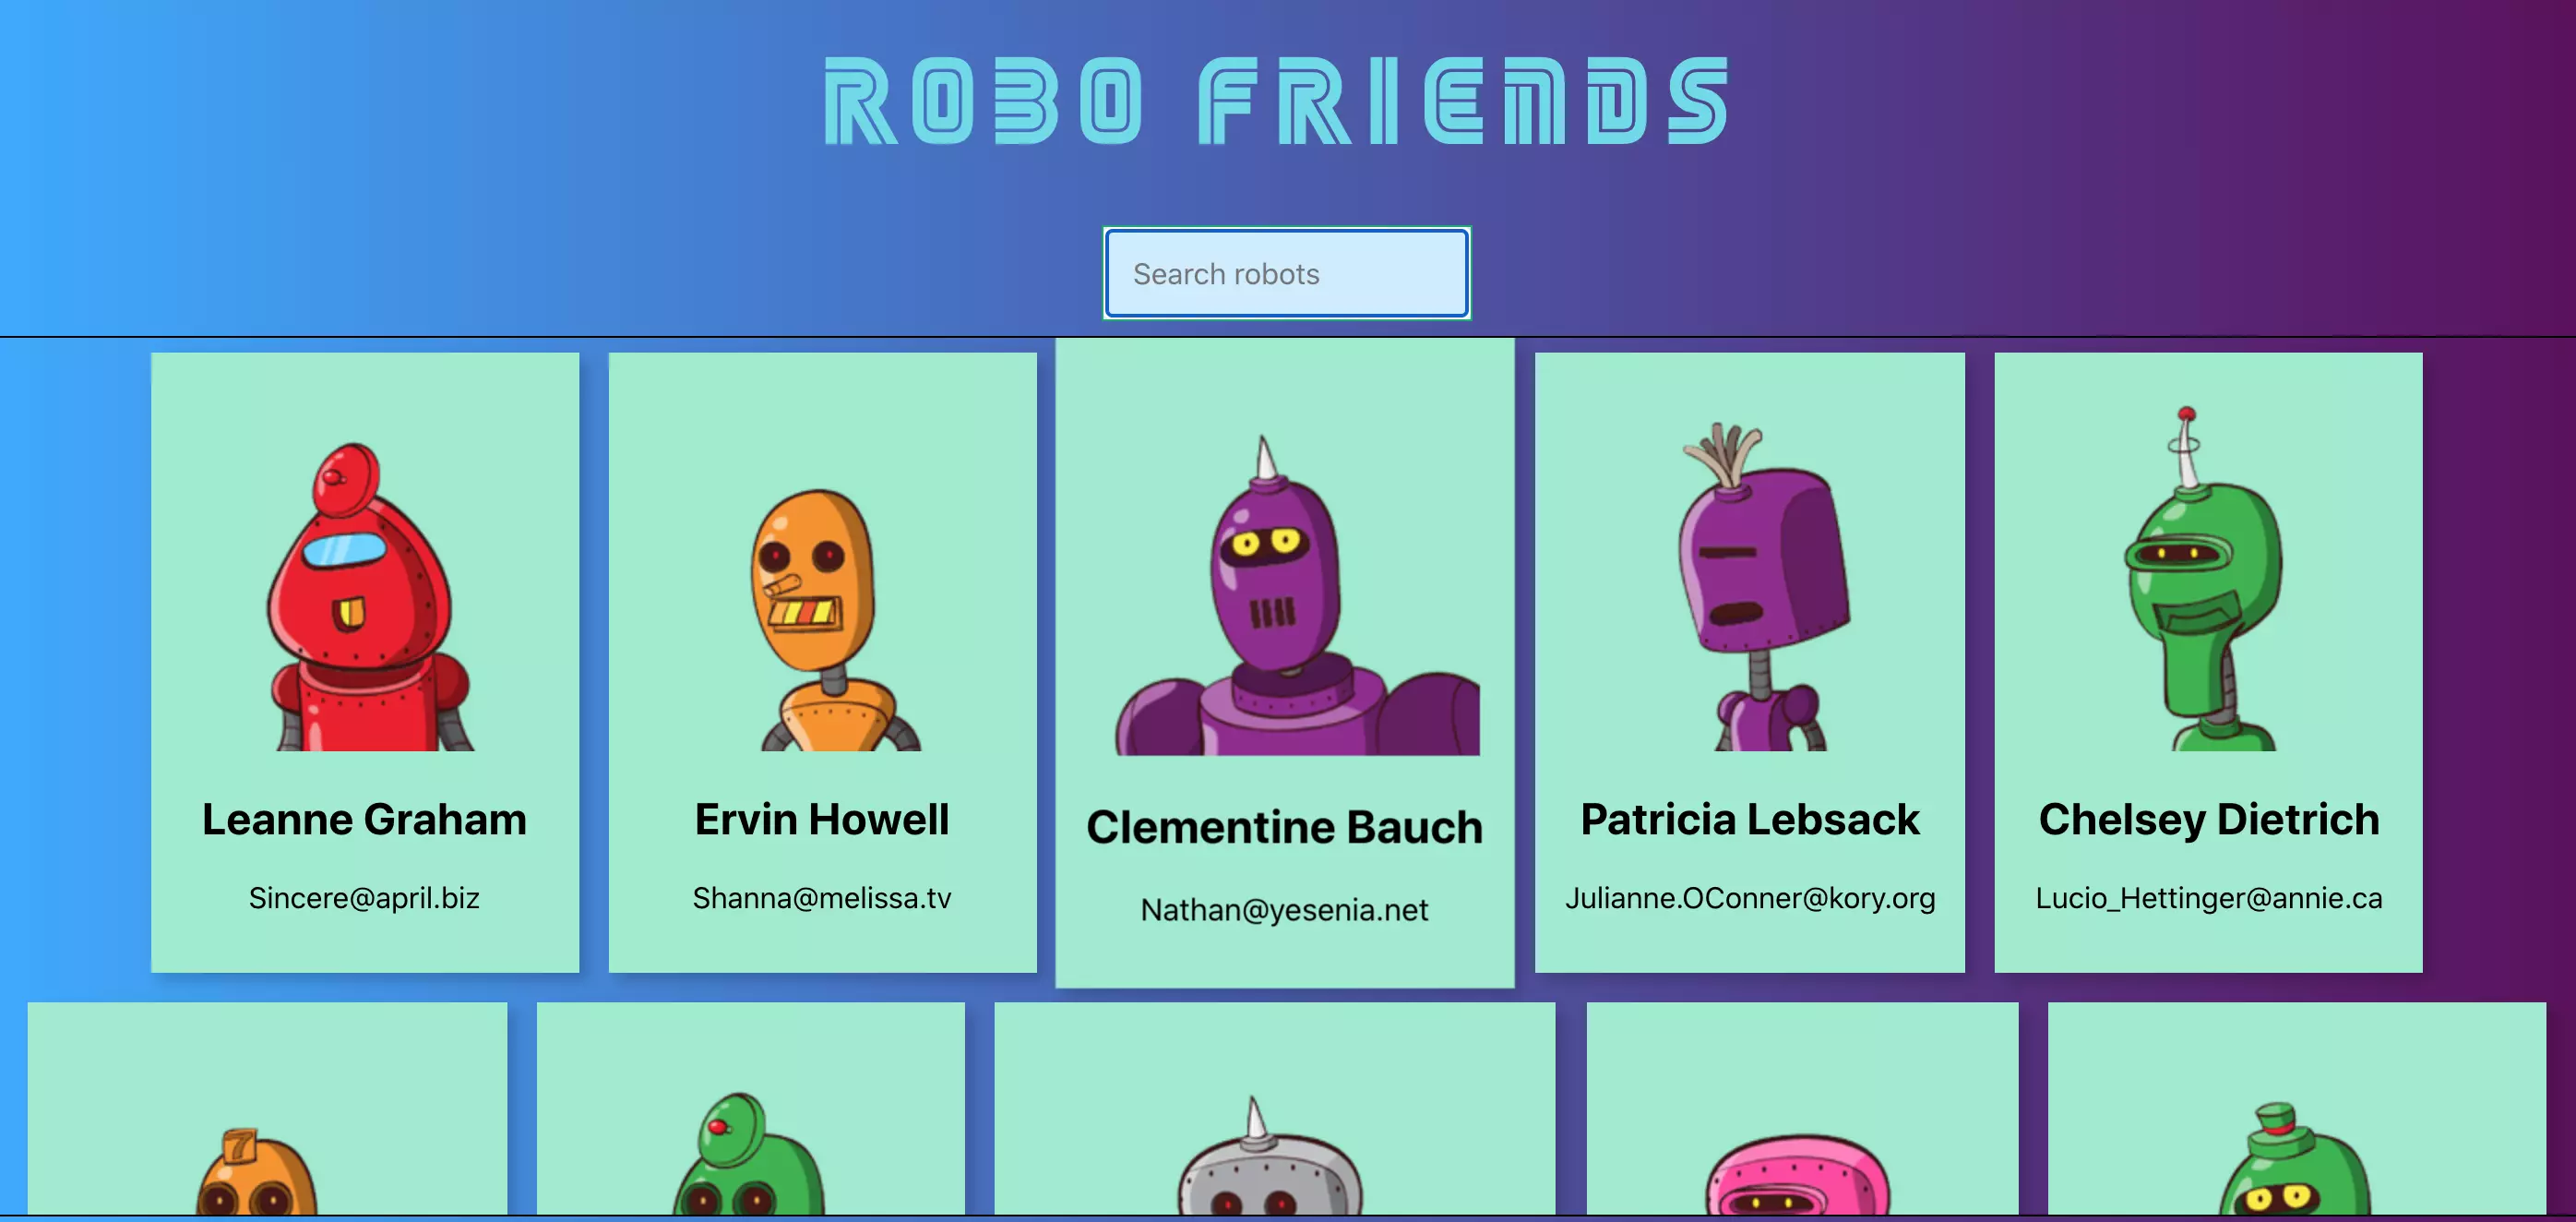 ROBO FRIENDS
Search robots
Leanne Graham
Sincere@april.biz
Ervin Howell
Shanna@melissa.tv
Clementine Bauch
Nathan@yesenia.net
Patricia Lebsack
Julianne.OConner@kory.org
Chelsey Dietrich
Lucio_Hettinger@annie.ca
7